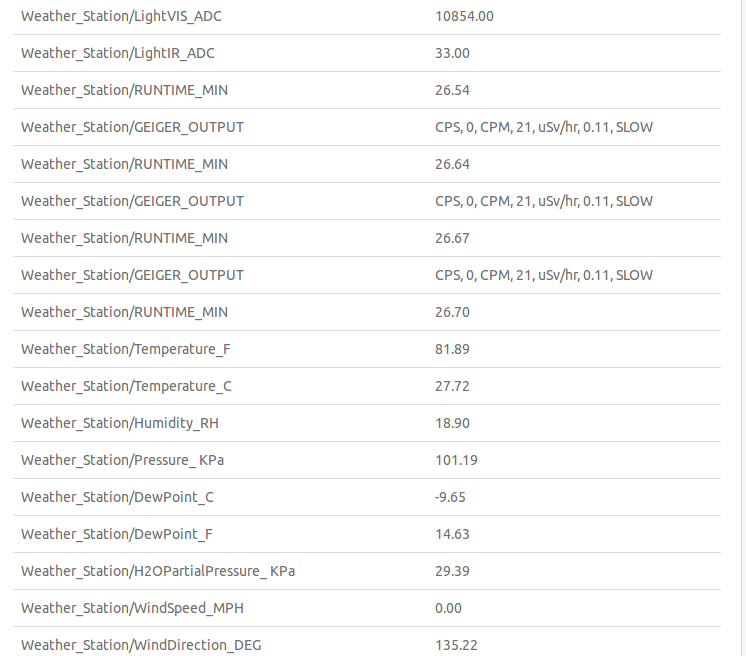 Weather_Station/LightVIS_ADC 10854.00
Weather_Station/LightIR_ADC 33.00
Weather_Station/RUNTIME_MIN 26.54
Weather_Station/GEIGER_OUTPUT CPS, 0, CPM, 21, uSv/hr, 0.11, SLOW
Weather_Station/RUNTIME_MIN 26.64
Weather_Station/GEIGER_OUTPUT CPS, 0, CPM, 21, uSv/hr, 0.11, SLOW
Weather_Station/RUNTIME_MIN 26.67
Weather_Station/GEIGER_OUTPUT CPS, 0, CPM, 21, uSv/hr, 0.11, SLOW
Weather_Station/RUNTIME_MIN 26.70
Weather_Station/Temperature_F 81.89
Weather_Station/Temperature_C 27.72
Weather_Station/Humidity_RH 18.90
Weather_Station/Pressure_ KPa 101.19
Weather_Station/DewPoint_C -9.65
Weather_Station/DewPoint_F 14.63
Weather_Station/H2OPartialPressure_ KPa 29.39
Weather_Station/WindSpeed_MPH 0.00
Weather_Station/WindDirection_DEG 135.22